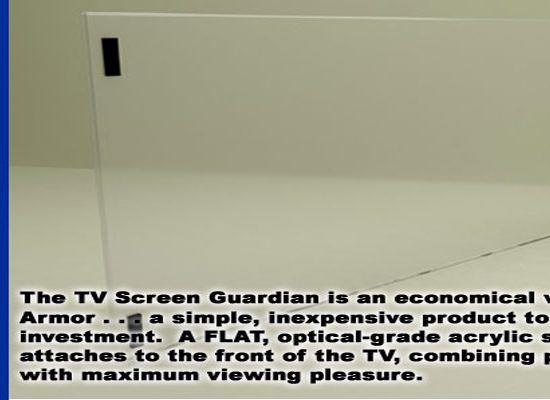 The TV Screen Guardian is an economical
Armor . . . a simple, inexpensive product to
investment. A FLAT, optical-grade acrylic
attaches to the front of the TV, combining
with maximum viewing pleasure.